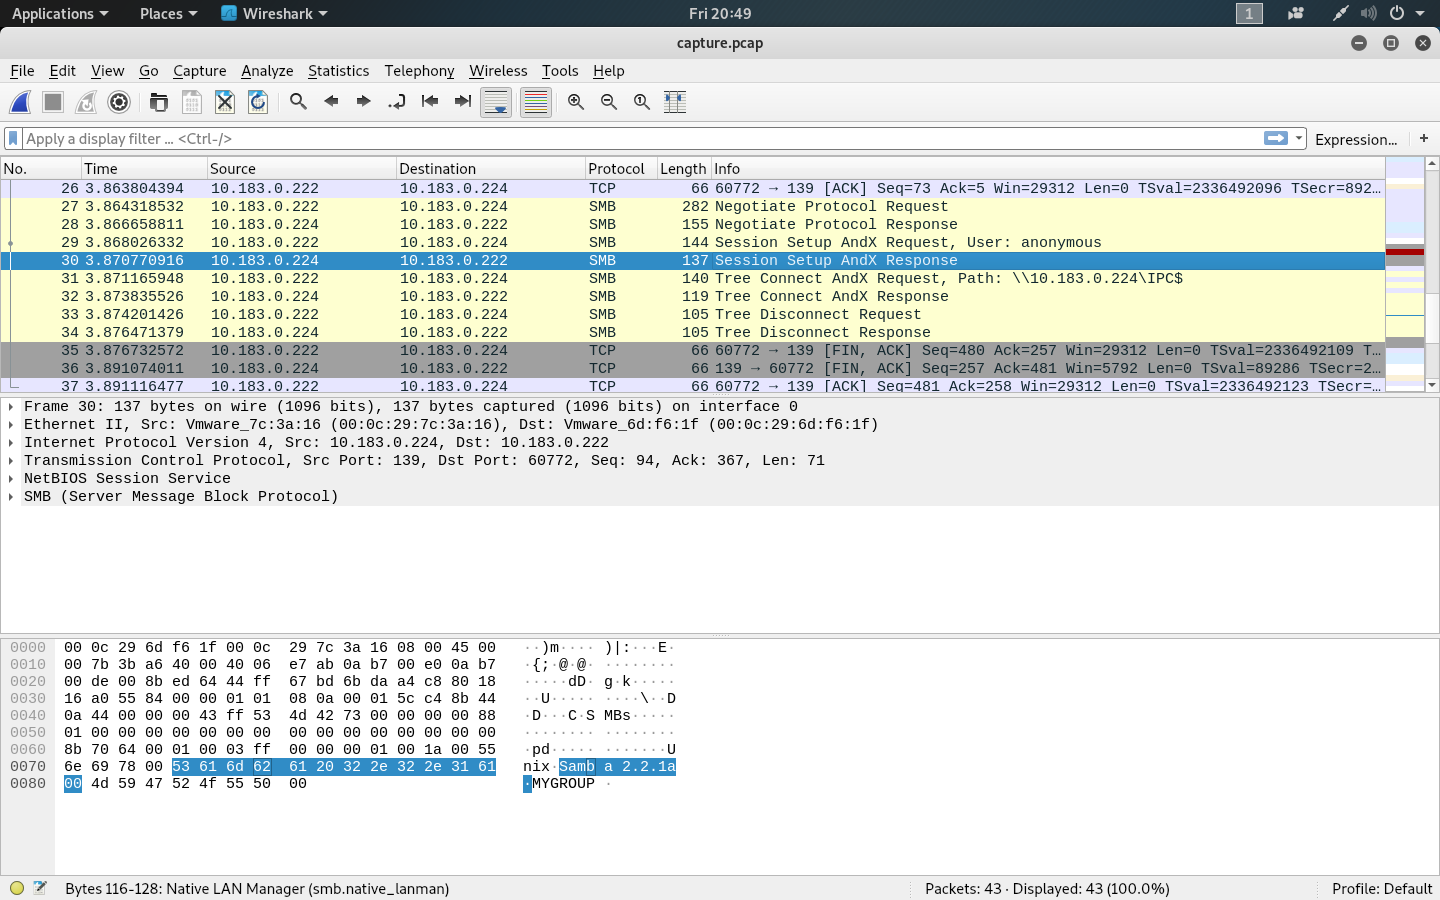 Applications Places Wireshark Fri 20:49 1
capture.pcap
File Edit View Go Capture Analyze Statistics Telephony Wireless Tools Help
Apply a display filter ... <Ctrl-/> Expression... +
No. Time Source Destination Protocol Length Info
26 3.863804394 10.183.0.222 10.183.0.224 TCP 66 60772 → 139 [ACK] Seq=73 Ack=5 Win=29312 Len=0 TSval=2336492096 TSecr=892…
27 3.864318532 10.183.0.222 10.183.0.224 SMB 282 Negotiate Protocol Request
28 3.866658811 10.183.0.224 10.183.0.222 SMB 155 Negotiate Protocol Response
29 3.868026332 10.183.0.222 10.183.0.224 SMB 144 Session Setup AndX Request, User: anonymous
30 3.870770916 10.183.0.224 10.183.0.222 SMB 137 Session Setup AndX Response
31 3.871165948 10.183.0.222 10.183.0.224 SMB 140 Tree Connect AndX Request, Path: \\10.183.0.224\IPC$
32 3.873835526 10.183.0.224 10.183.0.222 SMB 119 Tree Connect AndX Response
33 3.874201426 10.183.0.222 10.183.0.224 SMB 105 Tree Disconnect Request
34 3.876471379 10.183.0.224 10.183.0.222 SMB 105 Tree Disconnect Response
35 3.876732572 10.183.0.222 10.183.0.224 TCP 66 60772 → 139 [FIN, ACK] Seq=480 Ack=257 Win=29312 Len=0 TSval=2336492109 T…
36 3.891074011 10.183.0.224 10.183.0.222 TCP 66 139 → 60772 [FIN, ACK] Seq=257 Ack=481 Win=5792 Len=0 TSval=89286 TSecr=2…
37 3.891116477 10.183.0.222 10.183.0.224 TCP 66 60772 → 139 [ACK] Seq=481 Ack=258 Win=29312 Len=0 TSval=2336492123 TSecr=…
Frame 30: 137 bytes on wire (1096 bits), 137 bytes captured (1096 bits) on interface 0
Ethernet II, Src: Vmware_7c:3a:16 (00:0c:29:7c:3a:16), Dst: Vmware_6d:f6:1f (00:0c:29:6d:f6:1f)
Internet Protocol Version 4, Src: 10.183.0.224, Dst: 10.183.0.222
Transmission Control Protocol, Src Port: 139, Dst Port: 60772, Seq: 94, Ack: 367, Len: 71
NetBIOS Session Service
SMB (Server Message Block Protocol)
0000 00 0c 29 6d f6 1f 00 0c 29 7c 3a 16 08 00 45 00 ··)m···· )|:···E·
0010 00 7b 3b a6 40 00 40 06 e7 ab 0a b7 00 e0 0a b7 ·{;·@·@· ········
0020 00 de 00 8b ed 64 44 ff 67 bd 6b da a4 c8 80 18 ·····dD· g·k·····
0030 16 a0 55 84 00 00 01 01 08 0a 00 01 5c c4 8b 44 ··U····· ····\··D
0040 0a 44 00 00 00 43 ff 53 4d 42 73 00 00 00 00 88 ·D···C·S MBs·····
0050 01 00 00 00 00 00 00 00 00 00 00 00 00 00 00 00 ········ ········
0060 8b 70 64 00 01 00 03 ff 00 00 00 01 00 1a 00 55 ·pd····· ·······U
0070 6e 69 78 00 53 61 6d 62 61 20 32 2e 32 2e 31 61 nix·Samb a 2.2.1a
0080 00 4d 59 47 52 4f 55 50 00 ·MYGROUP ·
Bytes 116-128: Native LAN Manager (smb.native_lanman) Packets: 43 · Displayed: 43 (100.0%) Profile: Default